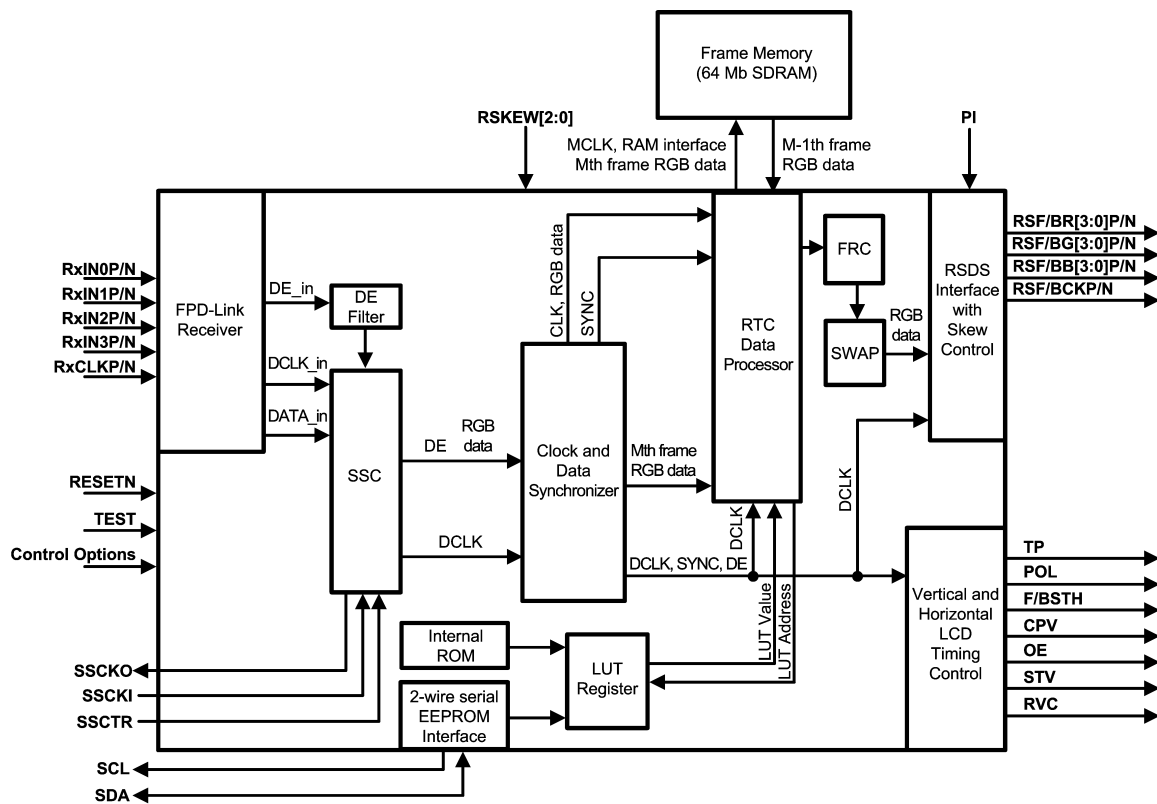 Frame Memory
(64 Mb SDRAM)
RSKEW[2:0]
PI
MCLK, RAM interface
Mth frame RGB data
M-1th frame
RGB data
RxIN0P/N
RxIN1P/N
RxIN2P/N
RxIN3P/N
RxCLKP/N
FPD-Link
Receiver
DE_in
DE
Filter
DCLK_in
DATA_in
SSC
DE
RGB
data
DCLK
Clock and
Data
Synchronizer
CLK, RGB data
SYNC
Mth frame
RGB data
RTC
Data
Processor
FRC
SWAP
RGB
data
RSDS
Interface
with
Skew
Control
RSF/BR[3:0]P/N
RSF/BG[3:0]P/N
RSF/BB[3:0]P/N
RSF/BCKP/N
RESETN
TEST
Control Options
DCLK, SYNC, DE
DCLK
DCLK
LUT Value
LUT Address
Vertical and
Horizontal
LCD
Timing
Control
TP
POL
F/BSTH
CPV
OE
STV
RVC
Internal
ROM
LUT
Register
2-wire serial
EEPROM
Interface
SSCKO
SSCKI
SSCTR
SCL
SDA